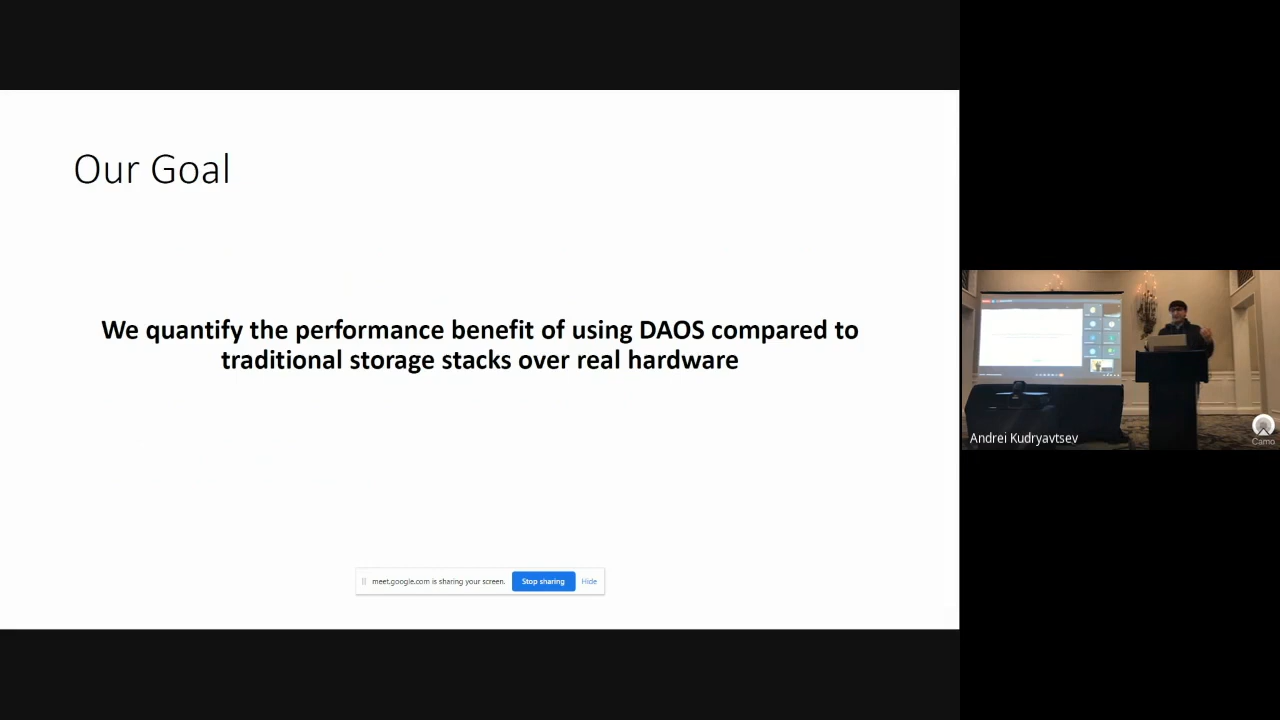 Our Goal
We quantify the performance benefit of using DAOS compared to
traditional storage stacks over real hardware
meet.google.com is sharing your screen.
Stop sharing
Hide
Andrei Kudryavtsev
Camo